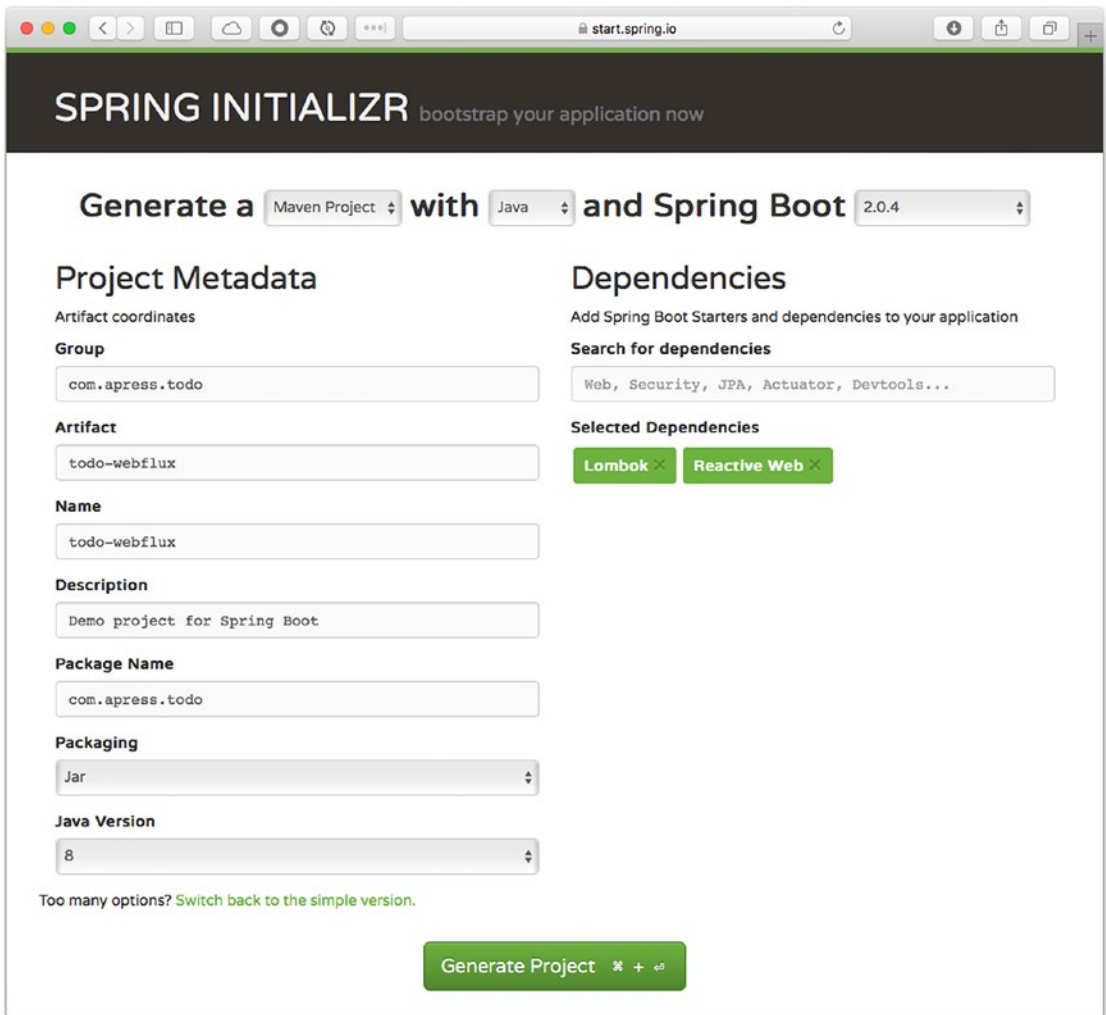 start.spring.io
SPRING INITIALIZR bootstrap your application now
Generate a Maven Project with Java and Spring Boot 2.0.4
Project Metadata
Artifact coordinates
Group
com.apress.todo
Artifact
todo-webflux
Name
todo-webflux
Description
Demo project for Spring Boot
Package Name
com.apress.todo
Packaging
Jar
Java Version
8
Too many options? Switch back to the simple version.
Dependencies
Add Spring Boot Starters and dependencies to your application
Search for dependencies
Web, Security, JPA, Actuator, Devtools...
Selected Dependencies
Lombok × Reactive Web ×
Generate Project ⌘ + ⏎